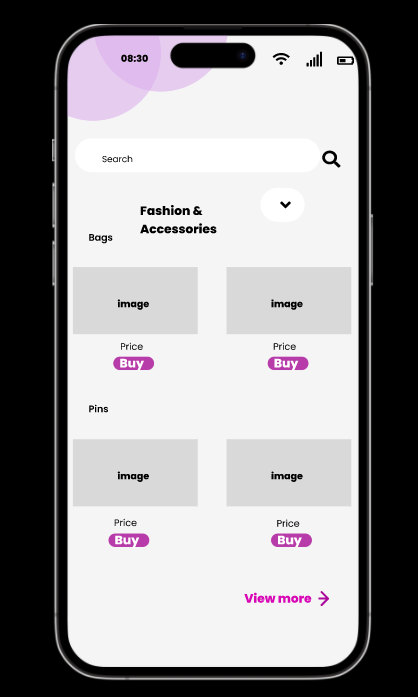 08:30
Search
Fashion &
Accessories
Bags
image
image
Price
Price
Buy
Buy
Pins
image
image
Price
Price
Buy
Buy
View more